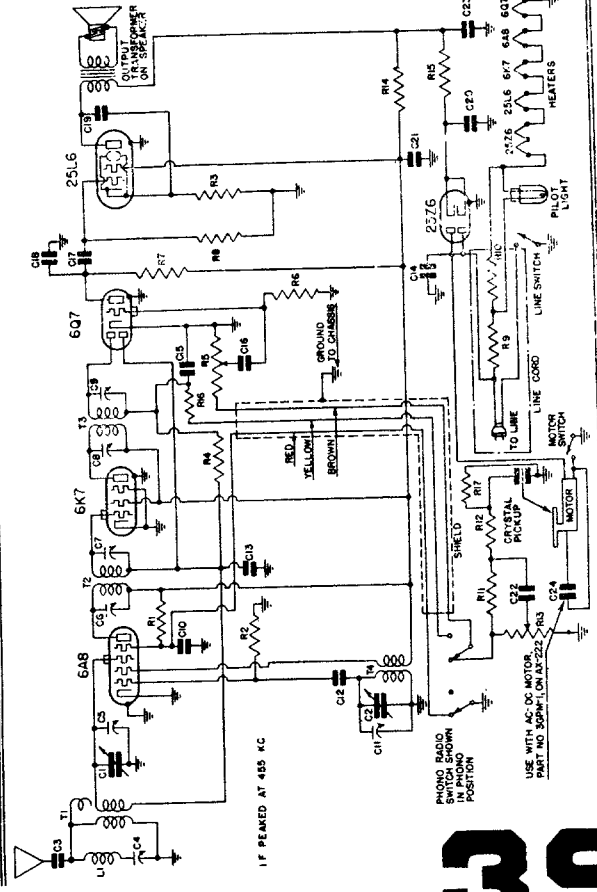 OUTPUT
TRANSFORMER
ON SPEAKER
C19
25L6
R3
R8
C18
C17
R7
6Q7
R6
C15
R5
C16
R16
GROUND
TO CHASSIS
C9
T3
C8
R4
6K7
C7
T2
C6
C13
R1
C10
R2
6A8
C5
C1
T1
C3
L1
C4
C12
T4
C2
C11
I F PEAKED AT 455 KC
RED
YELLOW
BROWN
SHIELD
R14
R15
C21
C20
C23
25Z6
C14
6Q7
6A8
6K7
25L6
25Z6
HEATERS
PILOT
LIGHT
R10
R9
LINE SWITCH
LINE CORD
TO LINE
MOTOR
SWITCH
R17
R12
CRYSTAL
PICKUP
MOTOR
R11
C22
R13
C24
PHONO RADIO
SWITCH SHOWN
IN PHONO
POSITION
USE WITH AC-DC MOTOR,
PART NO 3GPM-1, ON AX-222
39